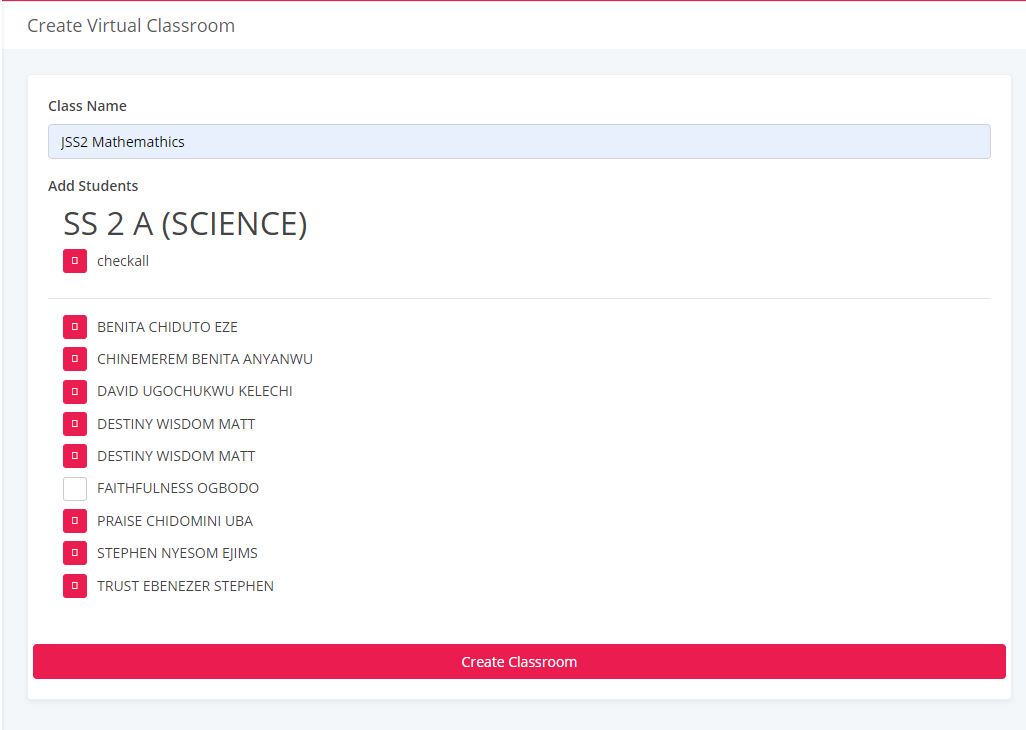 Create Virtual Classroom
Class Name
JSS2 Mathemathics
Add Students
SS 2 A (SCIENCE)
checkall
BENITA CHIDUTO EZE
CHINEMEREM BENITA ANYANWU
DAVID UGOCHUKWU KELECHI
DESTINY WISDOM MATT
DESTINY WISDOM MATT
FAITHFULNESS OGBODO
PRAISE CHIDOMINI UBA
STEPHEN NYESOM EJIMS
TRUST EBENEZER STEPHEN
Create Classroom